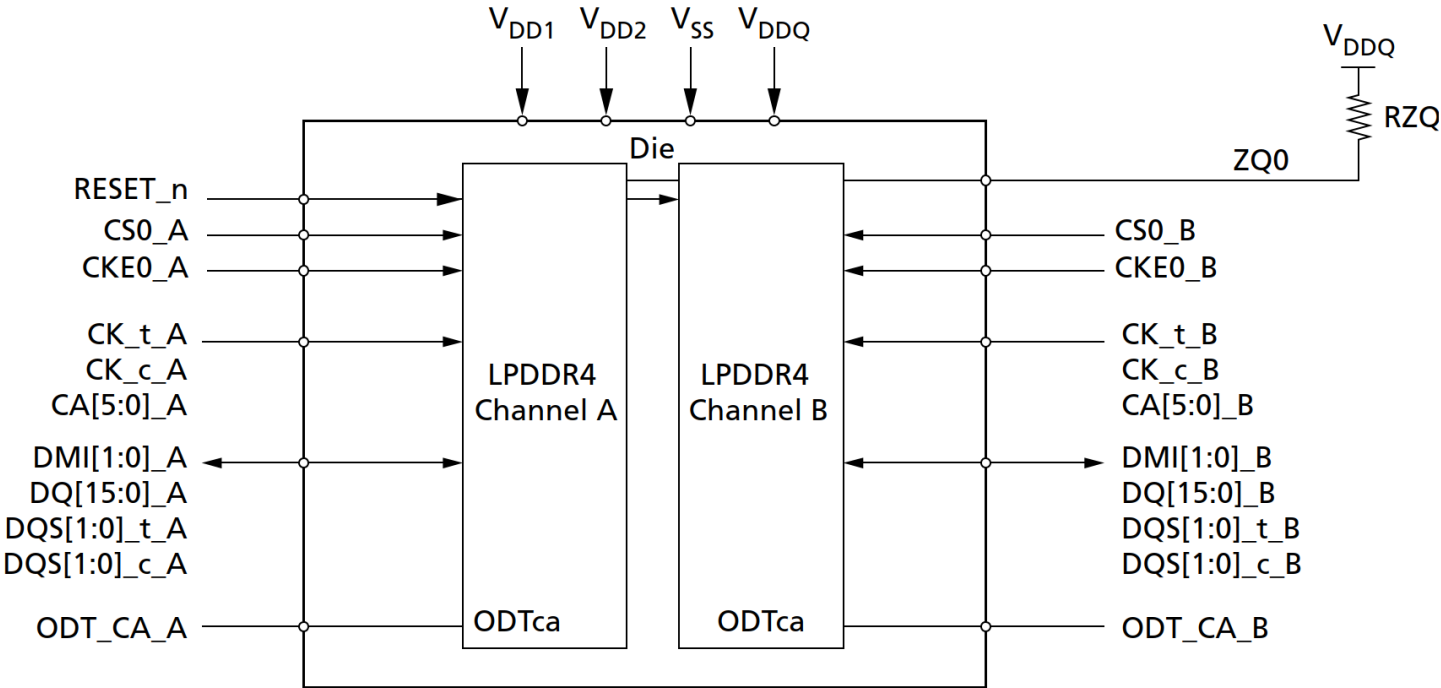 VDD1 VDD2 VSS VDDQ
VDDQ
RZQ
Die
ZQ0
RESET_n
CS0_A
CKE0_A
CK_t_A
CK_c_A
CA[5:0]_A
DMI[1:0]_A
DQ[15:0]_A
DQS[1:0]_t_A
DQS[1:0]_c_A
ODT_CA_A
LPDDR4
Channel A
ODTca
LPDDR4
Channel B
ODTca
CS0_B
CKE0_B
CK_t_B
CK_c_B
CA[5:0]_B
DMI[1:0]_B
DQ[15:0]_B
DQS[1:0]_t_B
DQS[1:0]_c_B
ODT_CA_B